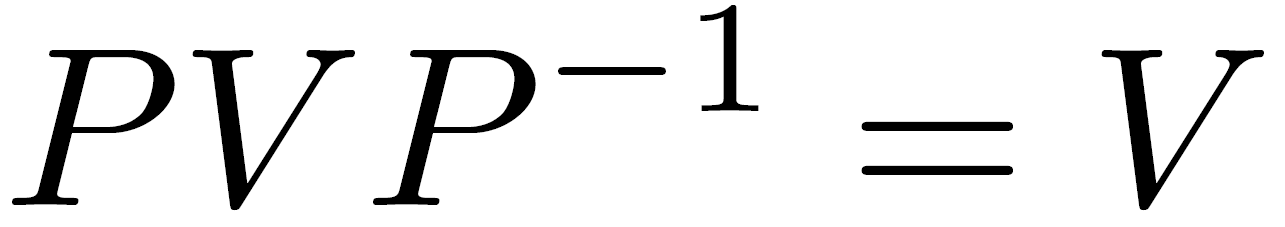 PVP⁻¹ = V